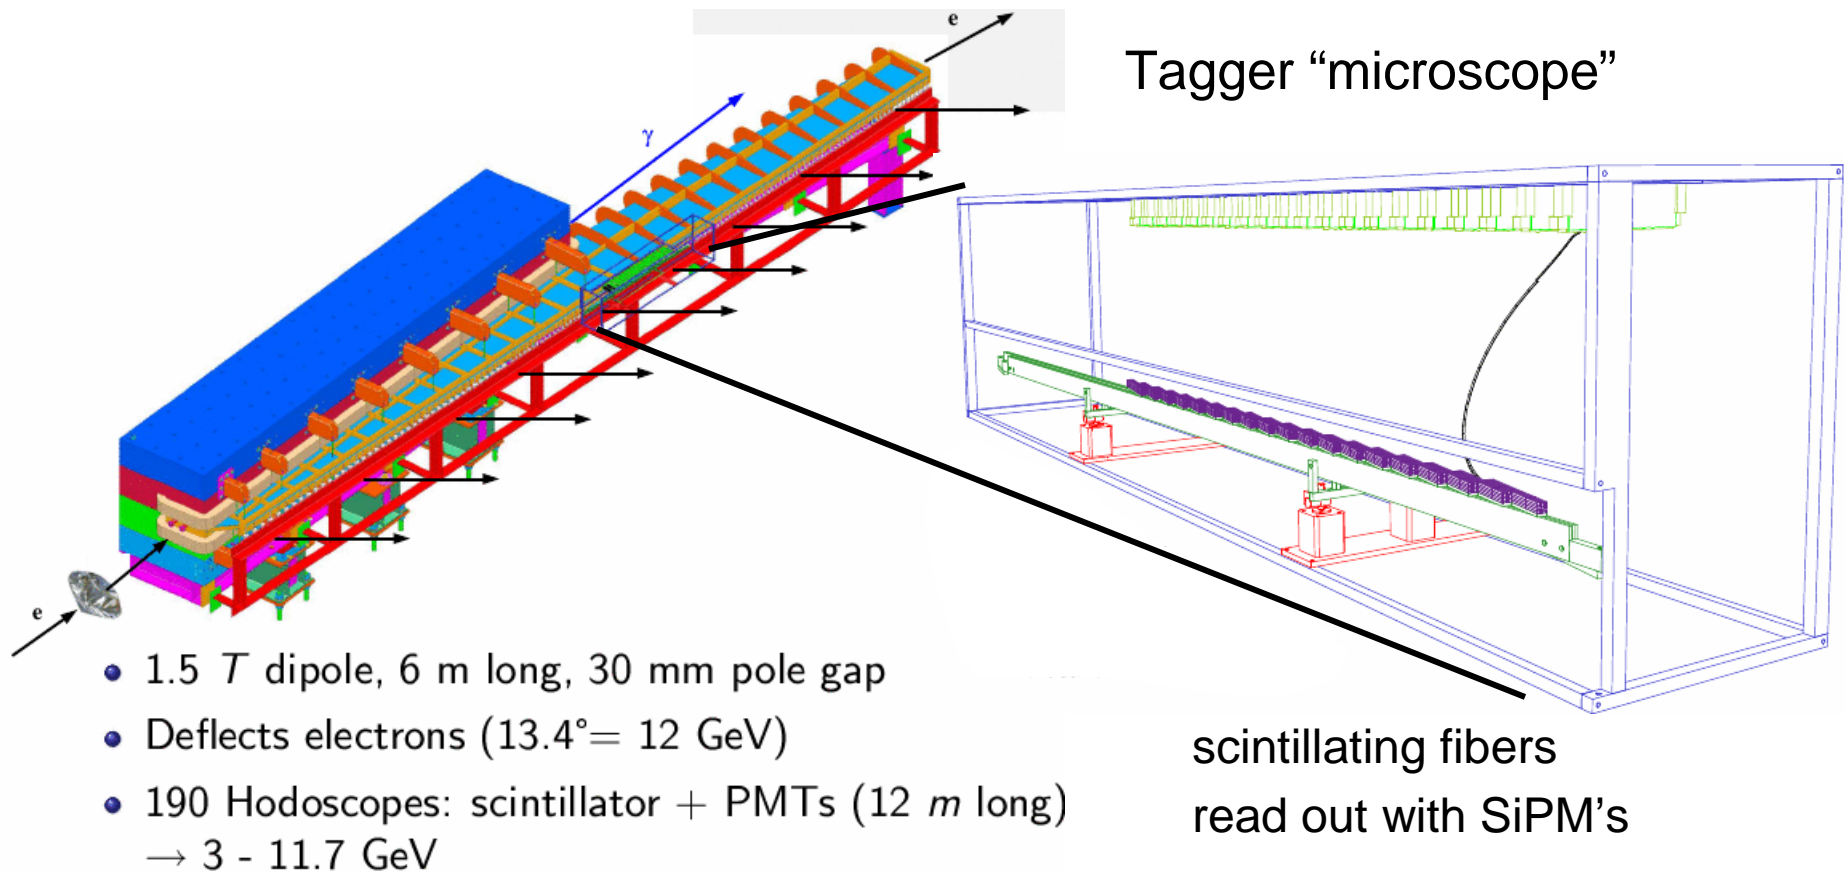 e
Tagger “microscope”
γ
e
• 1.5 T dipole, 6 m long, 30 mm pole gap
• Deflects electrons (13.4°= 12 GeV)
• 190 Hodoscopes: scintillator + PMTs (12 m long)
→ 3 - 11.7 GeV
scintillating fibers
read out with SiPM’s